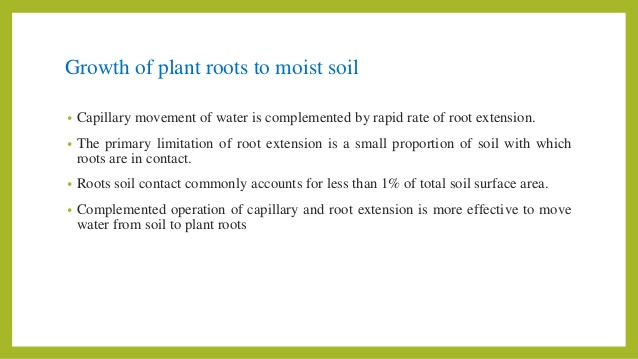 Growth of plant roots to moist soil
• Capillary movement of water is complemented by rapid rate of root extension.
• The primary limitation of root extension is a small proportion of soil with which
roots are in contact.
• Roots soil contact commonly accounts for less than 1% of total soil surface area.
• Complemented operation of capillary and root extension is more effective to move
water from soil to plant roots